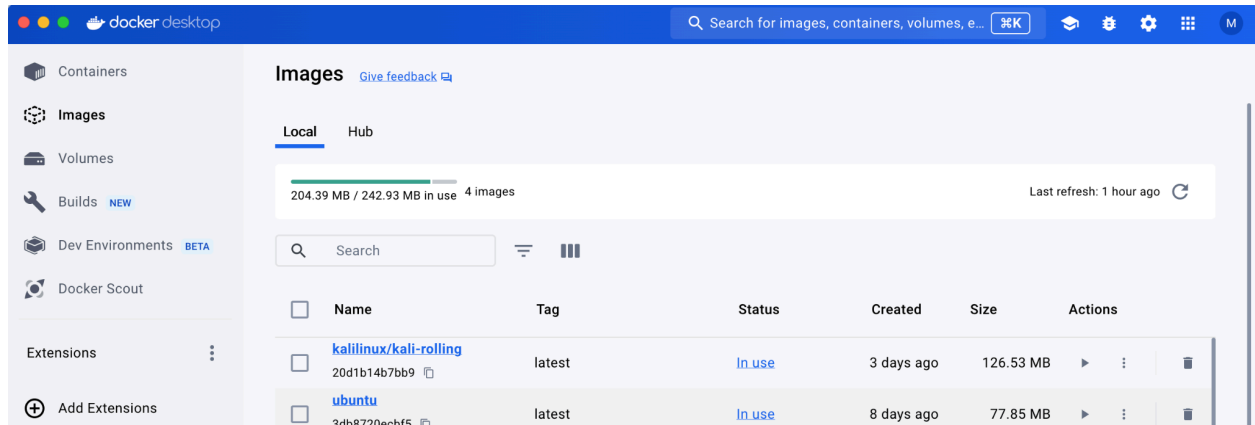 docker desktop
Search for images, containers, volumes, e... ⌘K
M
Containers
Images
Volumes
Builds NEW
Dev Environments BETA
Docker Scout
Extensions
Add Extensions
Images Give feedback
Local Hub
204.39 MB / 242.93 MB in use 4 images
Last refresh: 1 hour ago
Search
Name Tag Status Created Size Actions
kalilinux/kali-rolling
20d1b14b7bb9
latest In use 3 days ago 126.53 MB
ubuntu
3db8720ecbf5
latest In use 8 days ago 77.85 MB